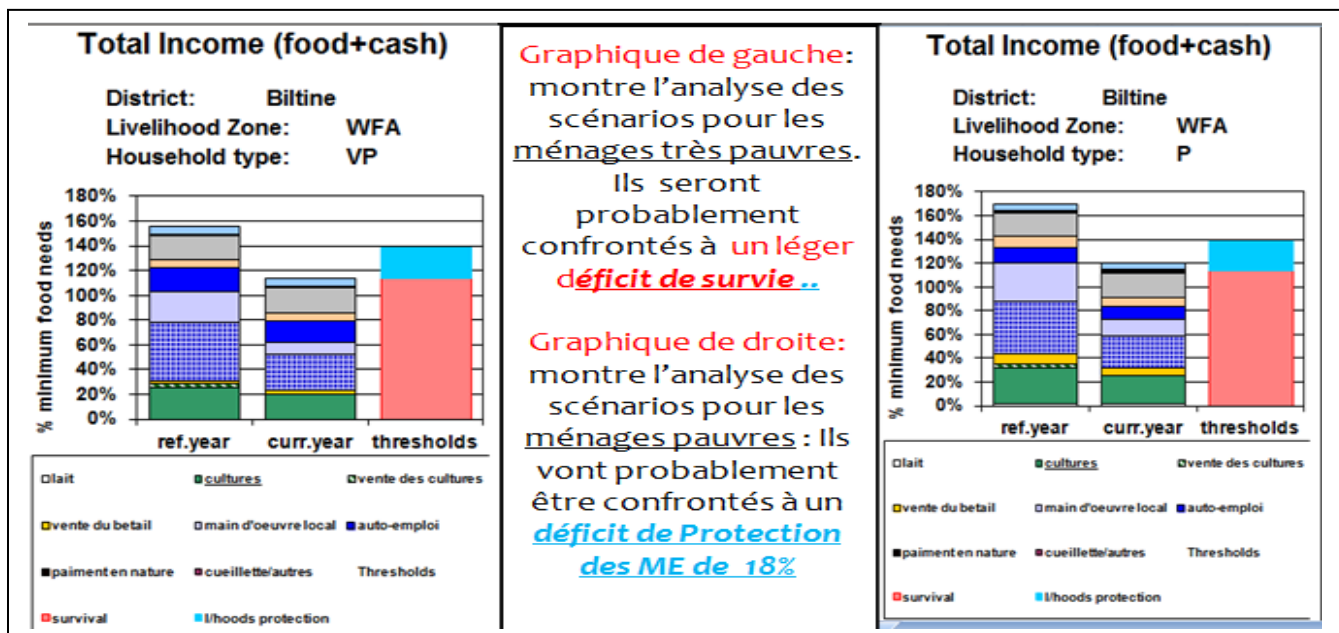 Total Income (food+cash)
District: Biltine
Livelihood Zone: WFA
Household type: VP
% minimum food needs
180%
160%
140%
120%
100%
80%
60%
40%
20%
0%
ref.year curr.year thresholds
lait cultures vente des cultures
vente du betail main d'oeuvre local auto-emploi
paiment en nature cueillette/autres Thresholds
survival l/hoods protection
Graphique de gauche:
montre l'analyse des
scénarios pour les
ménages très pauvres.
Ils seront
probablement
confrontés à un léger
déficit de survie ..
Graphique de droite:
montre l'analyse des
scénarios pour les
ménages pauvres : Ils
vont probablement
être confrontés à un
déficit de Protection
des ME de 18%
Total Income (food+cash)
District: Biltine
Livelihood Zone: WFA
Household type: P
% minimum food needs
180%
160%
140%
120%
100%
80%
60%
40%
20%
0%
ref.year curr.year thresholds
lait cultures vente des cultures
vente du betail main d'oeuvre local auto-emploi
paiment en nature cueillette/autres Thresholds
survival l/hoods protection